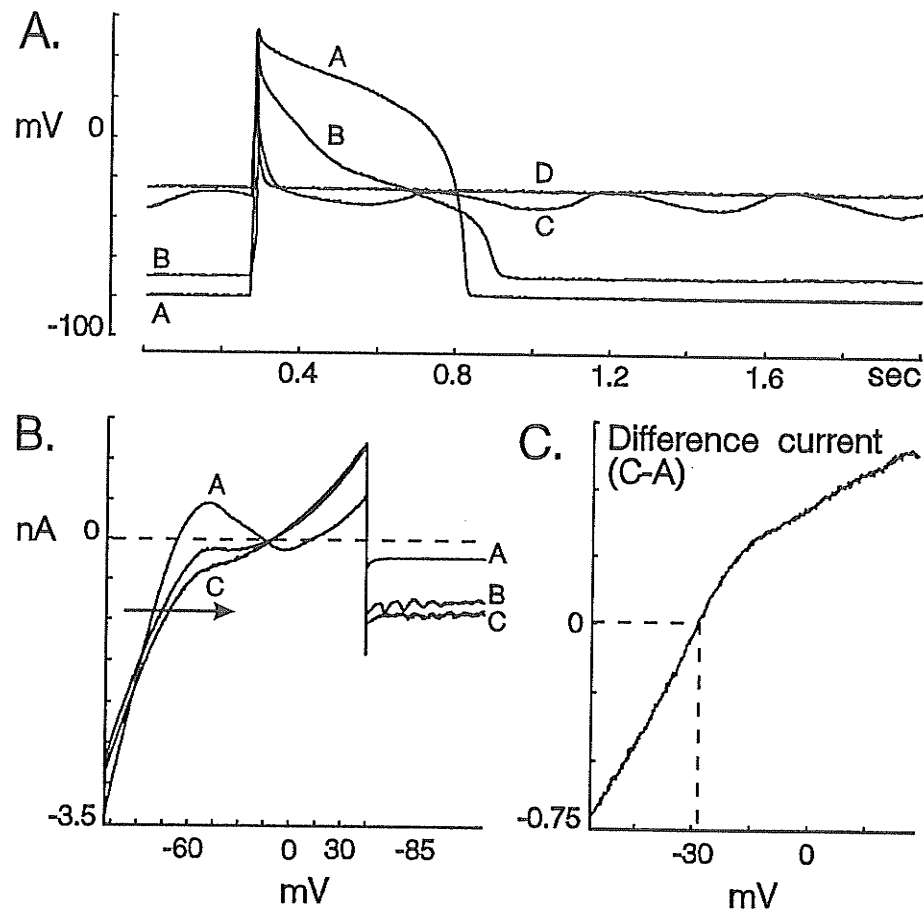 A.
mV
0
-100
A
B
D
C
B
A
0.4
0.8
1.2
1.6
sec
B.
nA
0
-3.5
A
C
A
B
C
-60
0
30
-85
mV
C.
Difference current
(C-A)
0
-0.75
-30
0
mV